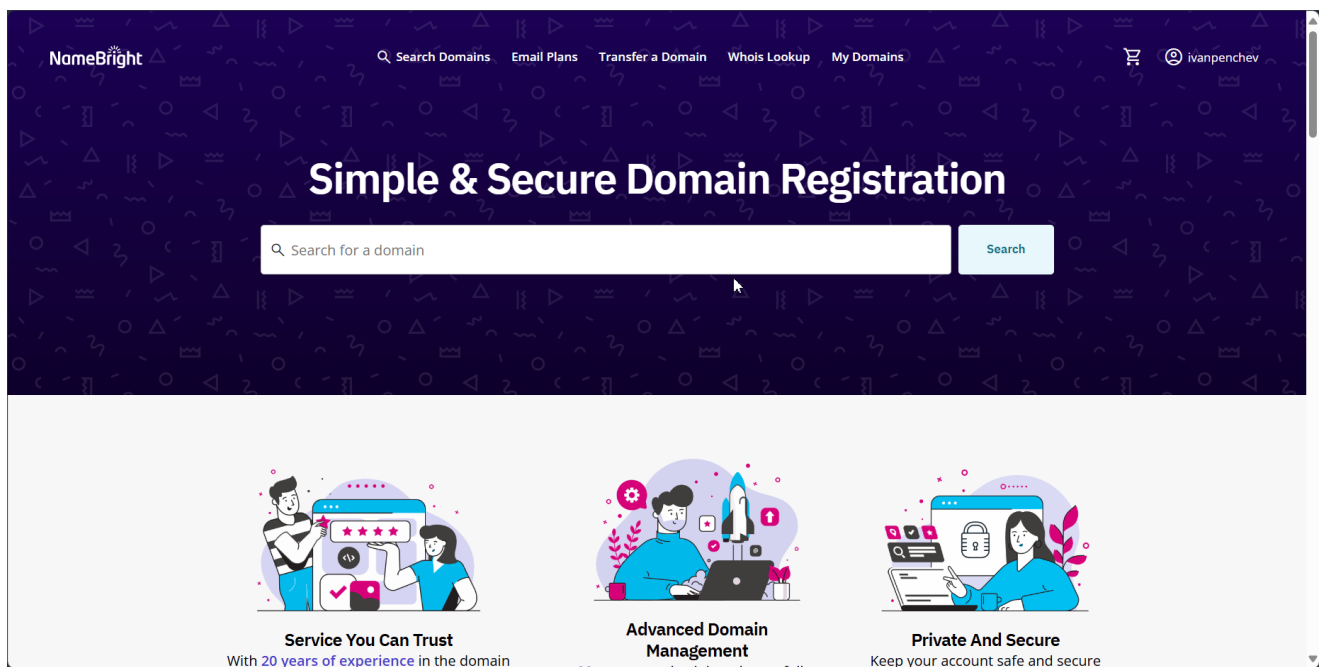 NameBright
Search Domains
Email Plans
Transfer a Domain
Whois Lookup
My Domains
ivanpenchev
Simple & Secure Domain Registration
Search for a domain
Search
Service You Can Trust
With 20 years of experience in the domain
Advanced Domain
Management
Private And Secure
Keep your account safe and secure